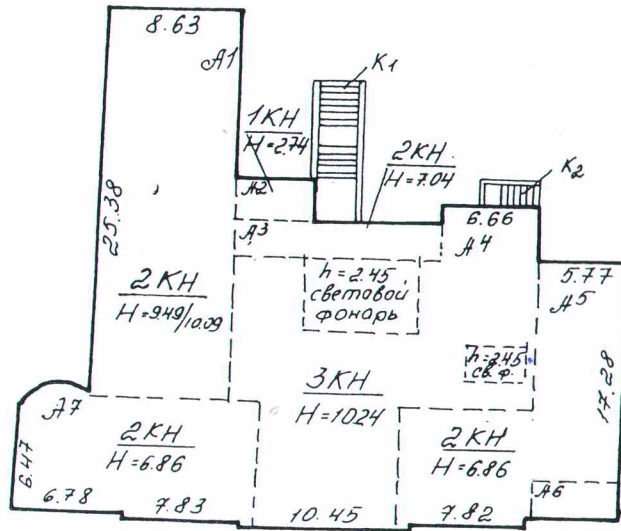 8.63
А1
К1
1КН
H=2.74
2КН
H=7.04
К2
А2
6.66
А3
А4
25.38
h=2.45
световой
фонарь
5.77
А5
2КН
H=9.49/10.09
h=2.45
св.ф.
3КН
H=1024
17.28
А7
2КН
H=6.86
2КН
H=6.86
6.47
А6
6.78
7.83
10.45
7.82